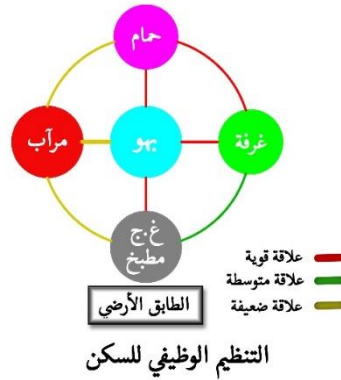 حمام
مرآب
بهو
غرفة
غ.ج
مطبخ
علاقة قوية
علاقة متوسطة
علاقة ضعيفة
الطابق الأرضي
التنظيم الوظيفي للسكن